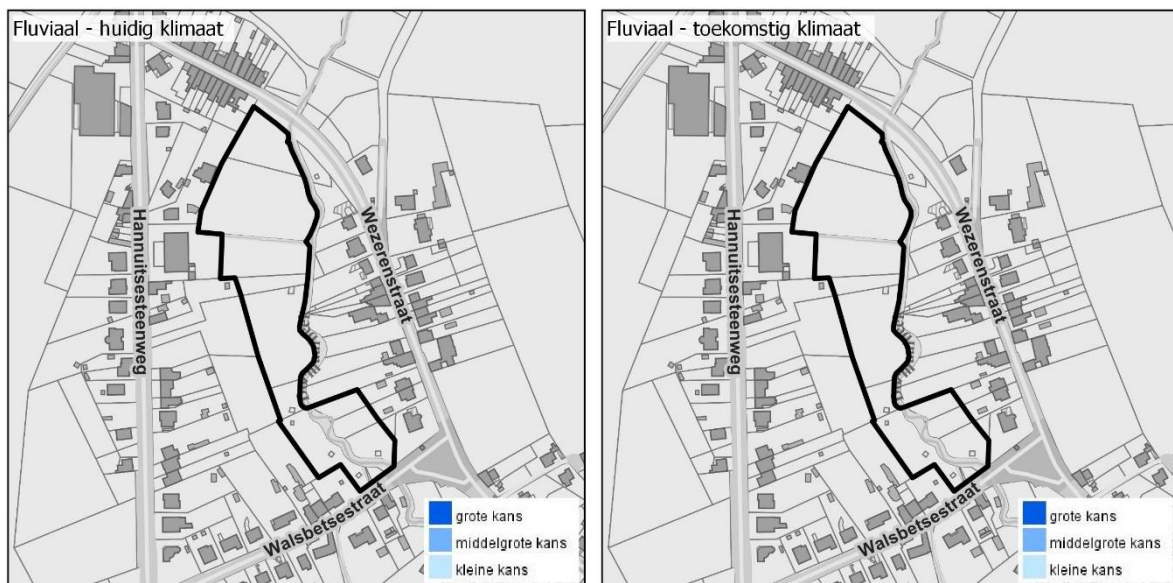 Fluviaal - huidig klimaat
Hannuitsesteenweg
Wezerenstraat
Walsbetsestraat
grote kans
middelgrote kans
kleine kans
Fluviaal - toekomstig klimaat
Hannuitsesteenweg
Wezerenstraat
Walsbetsestraat
grote kans
middelgrote kans
kleine kans